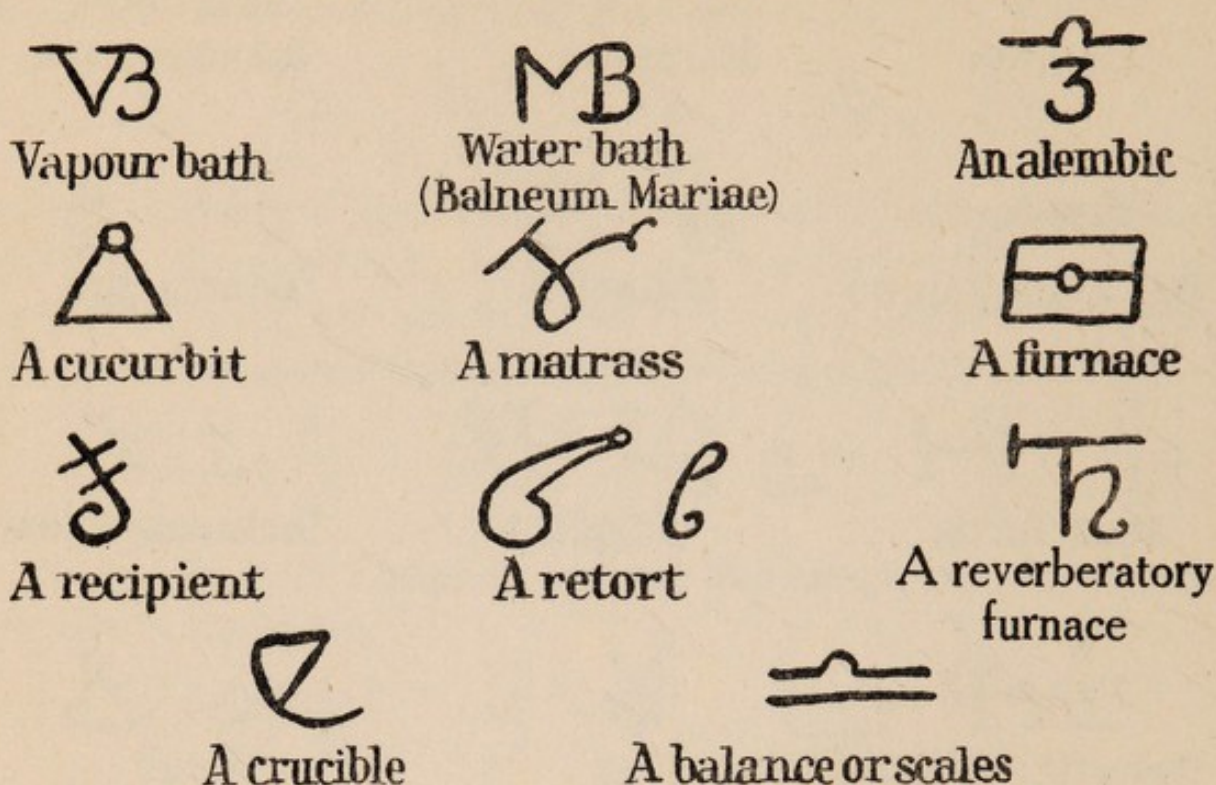 VB
MB
Vapour bath
Water bath
(Balneum Mariae)
An alembic
A cucurbit
A matrass
A furnace
A recipient
A retort
A reverberatory
furnace
A crucible
A balance or scales